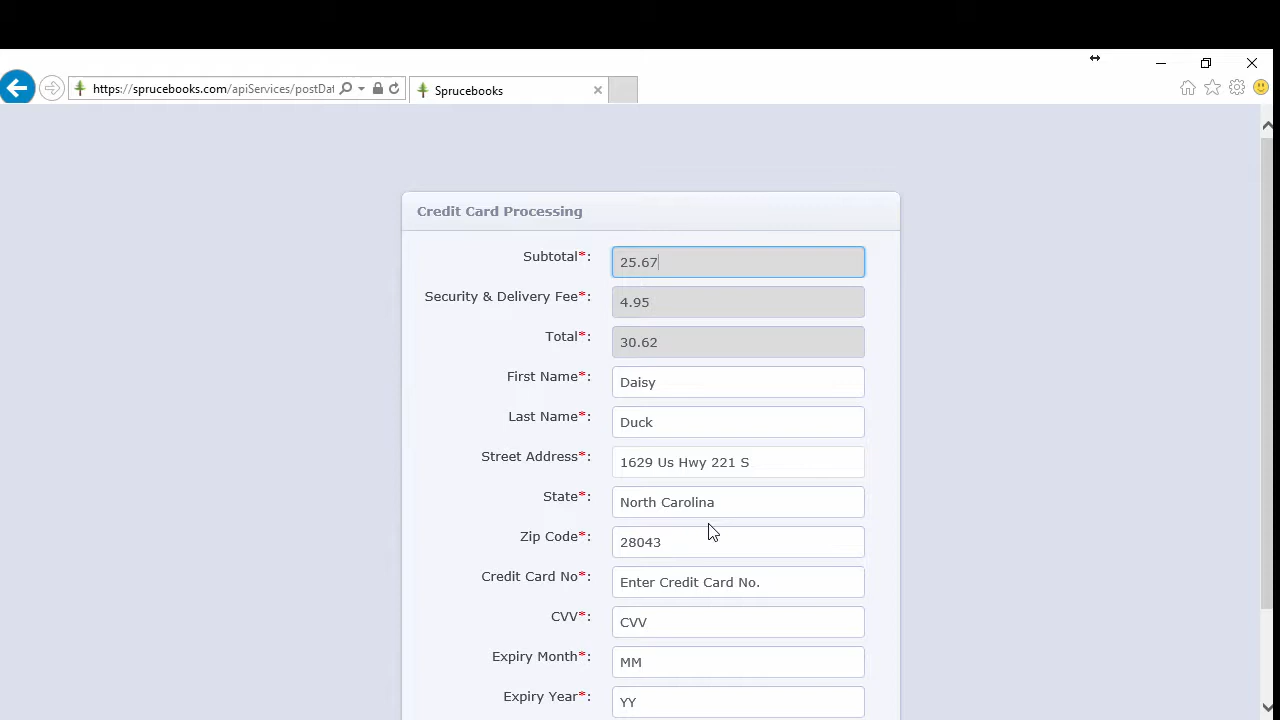 https://sprucebooks.com/apiServices/postDat
Sprucebooks
Credit Card Processing
Subtotal*: 25.67
Security & Delivery Fee*: 4.95
Total*: 30.62
First Name*: Daisy
Last Name*: Duck
Street Address*: 1629 Us Hwy 221 S
State*: North Carolina
Zip Code*: 28043
Credit Card No*: Enter Credit Card No.
CVV*: CVV
Expiry Month*: MM
Expiry Year*: YY